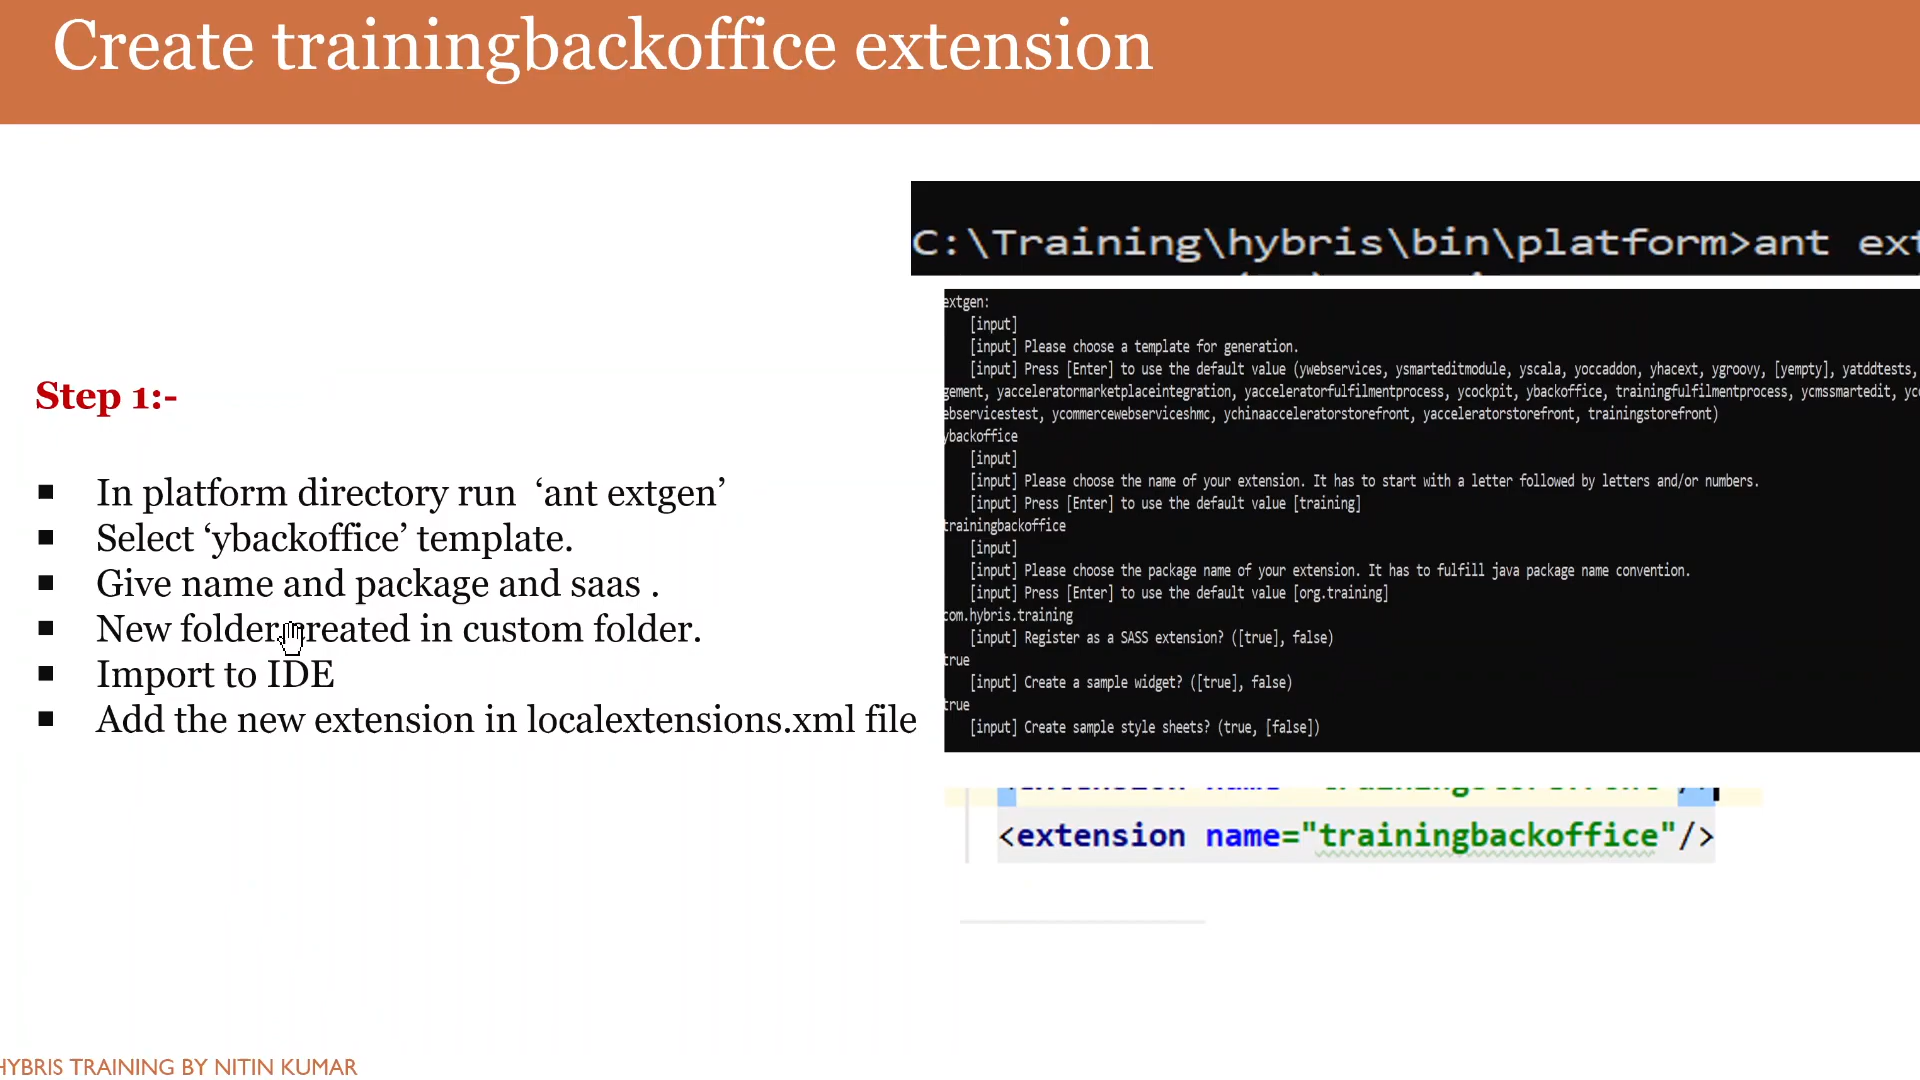 Create trainingbackoffice extension
Step 1:-
▪ In platform directory run ‘ant extgen’
▪ Select ‘ybackoffice’ template.
▪ Give name and package and saas .
▪ New folder created in custom folder.
▪ Import to IDE
▪ Add the new extension in localextensions.xml file
C:\Training\hybris\bin\platform>ant ext
extgen:
[input]
[input] Please choose a template for generation.
[input] Press [Enter] to use the default value (ywebservices, ysmarteditmodule, yscala, yoccaddon, yhacext, ygroovy, [yempty], yatddtests,
gement, yacceleratormarketplaceintegration, yacceleratorfulfilmentprocess, ycockpit, ybackoffice, trainingfulfilmentprocess, ycmssmartedit, yc
ebservicestest, ycommercewebserviceshmc, ychinaacceleratorstorefront, yacceleratorstorefront, trainingstorefront)
ybackoffice
[input]
[input] Please choose the name of your extension. It has to start with a letter followed by letters and/or numbers.
[input] Press [Enter] to use the default value [training]
trainingbackoffice
[input]
[input] Please choose the package name of your extension. It has to fulfill java package name convention.
[input] Press [Enter] to use the default value [org.training]
com.hybris.training
[input] Register as a SASS extension? ([true], false)
true
[input] Create a sample widget? ([true], false)
true
[input] Create sample style sheets? (true, [false])
<extension name="trainingbackoffice"/>
HYBRIS TRAINING BY NITIN KUMAR